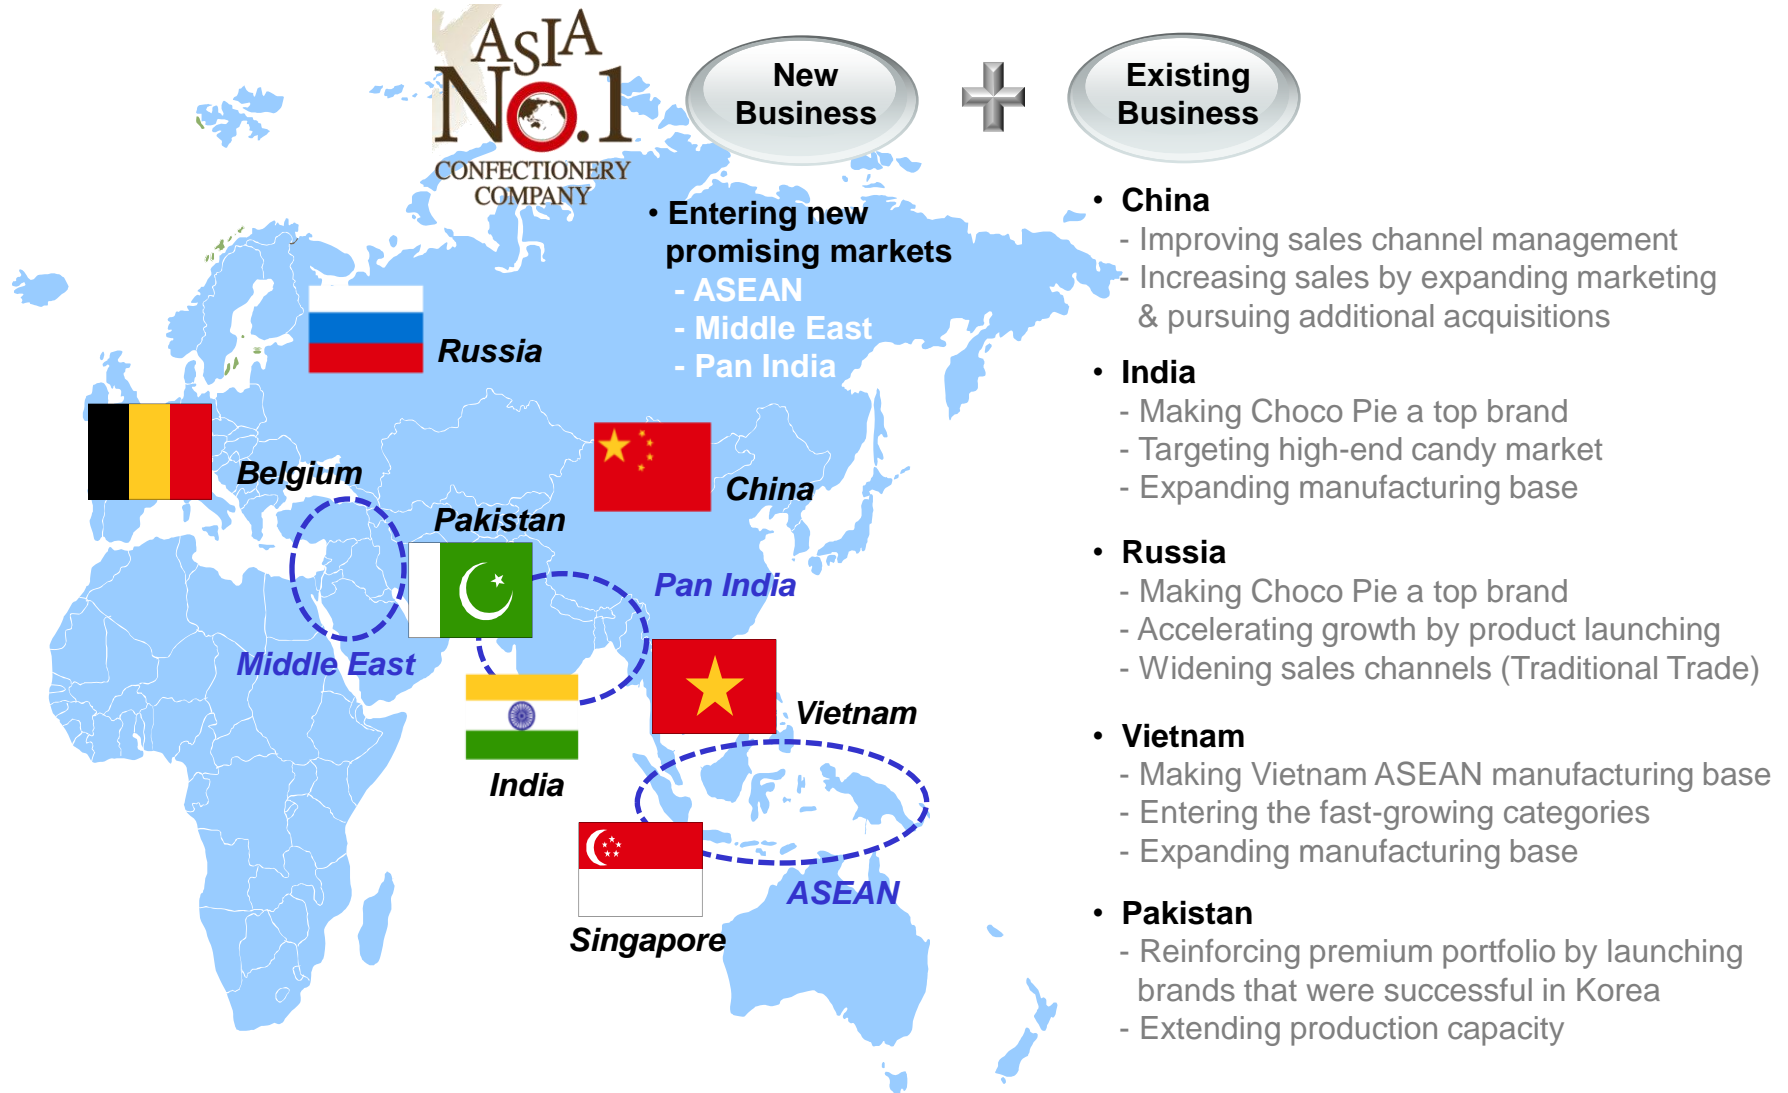 ASIA
No.1
CONFECTIONERY
COMPANY
New
Business
Existing
Business
• Entering new
promising markets
- ASEAN
- Middle East
- Pan India
Russia
Belgium
China
Pakistan
Pan India
Middle East
Vietnam
India
ASEAN
Singapore
• China
- Improving sales channel management
- Increasing sales by expanding marketing
& pursuing additional acquisitions
• India
- Making Choco Pie a top brand
- Targeting high-end candy market
- Expanding manufacturing base
• Russia
- Making Choco Pie a top brand
- Accelerating growth by product launching
- Widening sales channels (Traditional Trade)
• Vietnam
- Making Vietnam ASEAN manufacturing base
- Entering the fast-growing categories
- Expanding manufacturing base
• Pakistan
- Reinforcing premium portfolio by launching
brands that were successful in Korea
- Extending production capacity